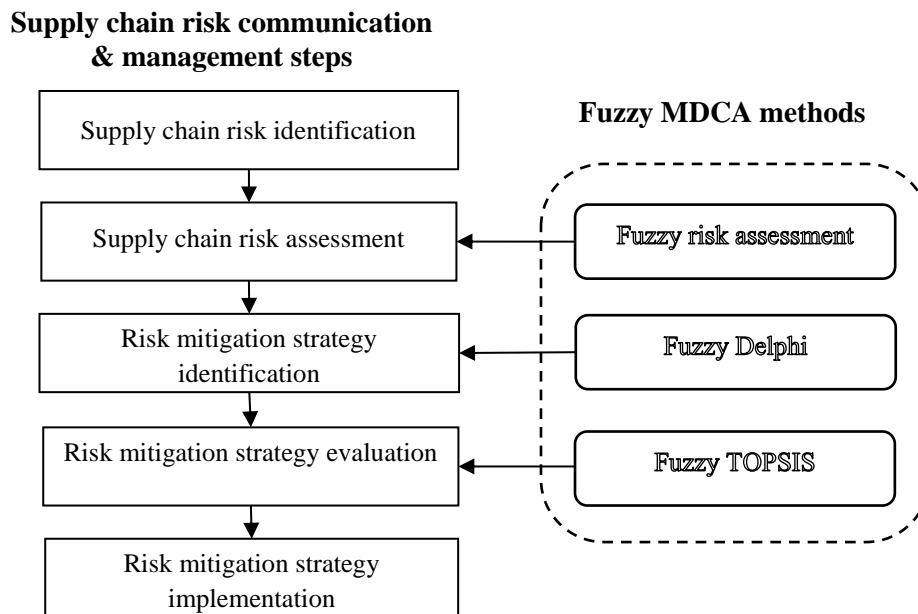 Supply chain risk communication
& management steps
Supply chain risk identification
Supply chain risk assessment
Risk mitigation strategy
identification
Risk mitigation strategy evaluation
Risk mitigation strategy
implementation
Fuzzy MDCA methods
Fuzzy risk assessment
Fuzzy Delphi
Fuzzy TOPSIS